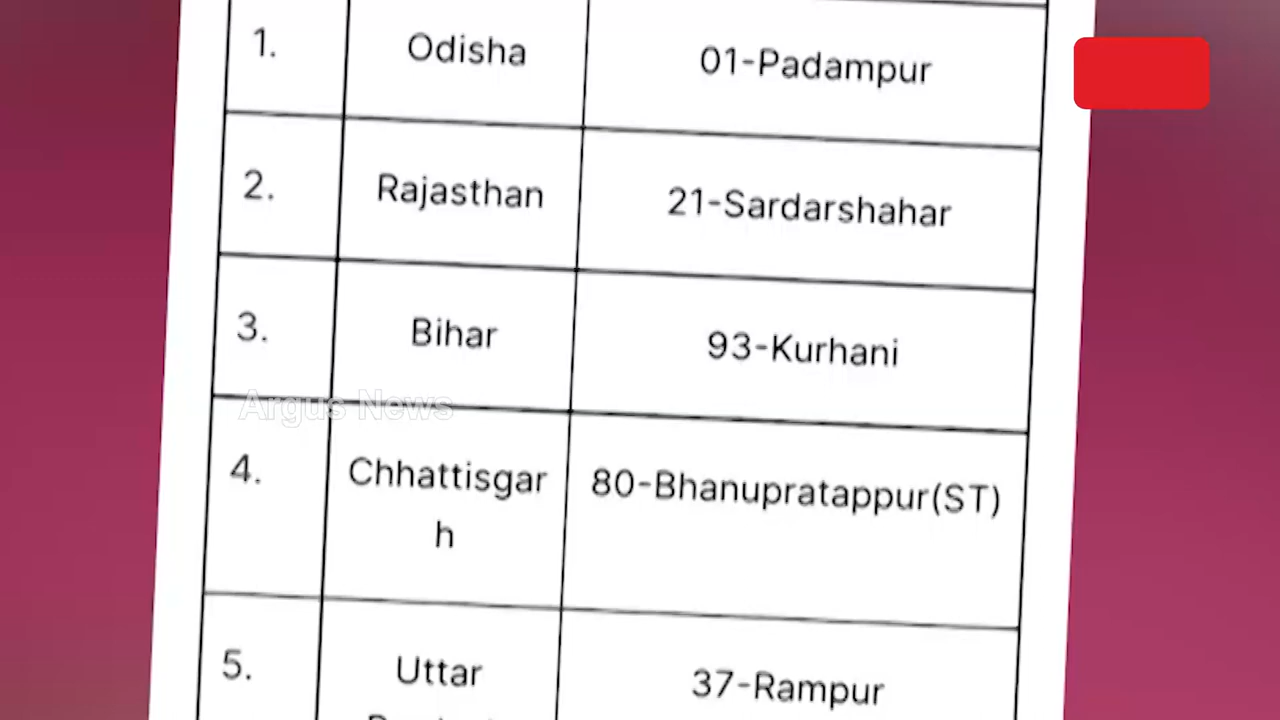 1. Odisha 01-Padampur
2. Rajasthan 21-Sardarshahar
3. Bihar 93-Kurhani
Argus News
4. Chhattisgar 80-Bhanupratappur(ST)
h
5. Uttar 37-Rampur